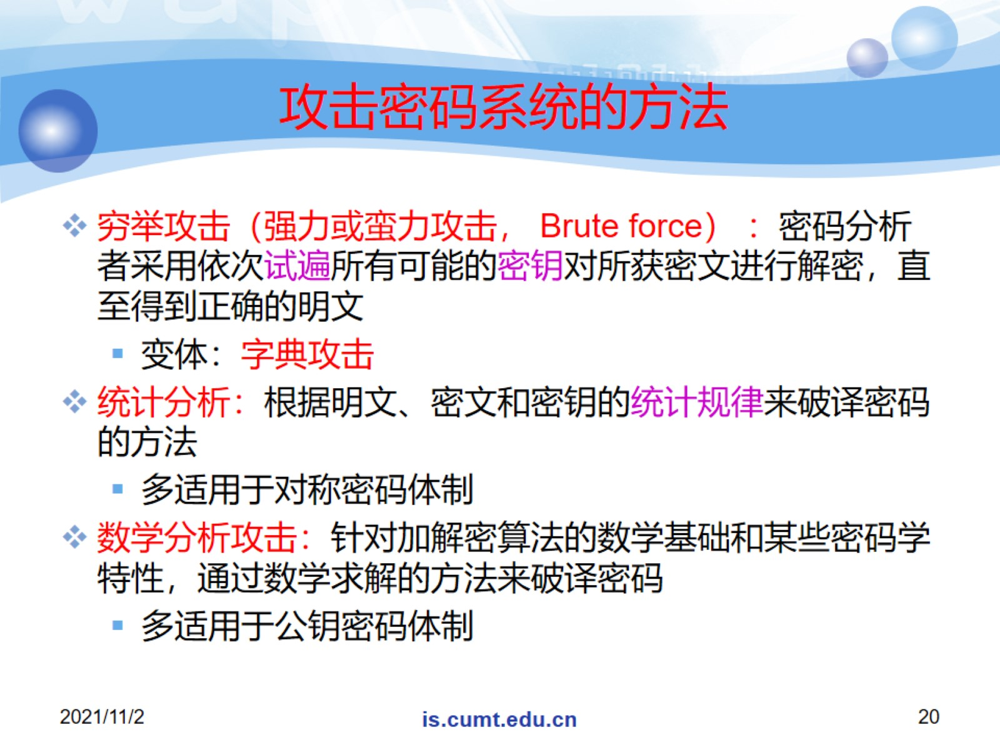 攻击密码系统的方法
穷举攻击（强力或蛮力攻击， Brute force）：密码分析
者采用依次试遍所有可能的密钥对所获密文进行解密，直
至得到正确的明文
变体：字典攻击
统计分析：根据明文、密文和密钥的统计规律来破译密码
的方法
多适用于对称密码体制
数学分析攻击：针对加解密算法的数学基础和某些密码学
特性，通过数学求解的方法来破译密码
多适用于公钥密码体制
2021/11/2
is.cumt.edu.cn
20